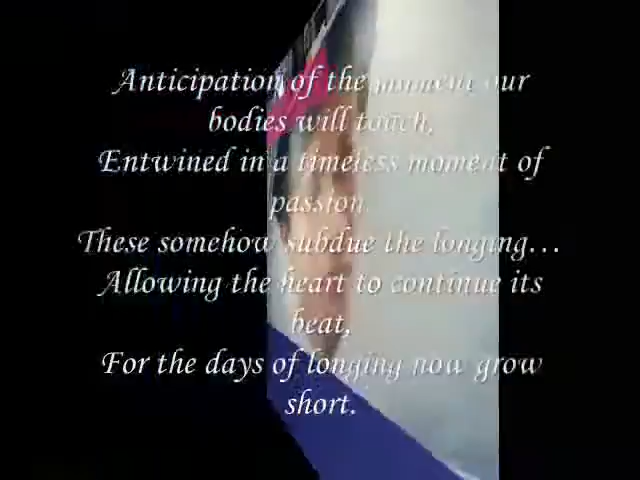 Anticipation of the moment our
bodies will touch,
Entwined in a timeless moment of
passion.
These somehow subdue the longing...
Allowing the heart to continue its
beat,
For the days of longing now grow
short.